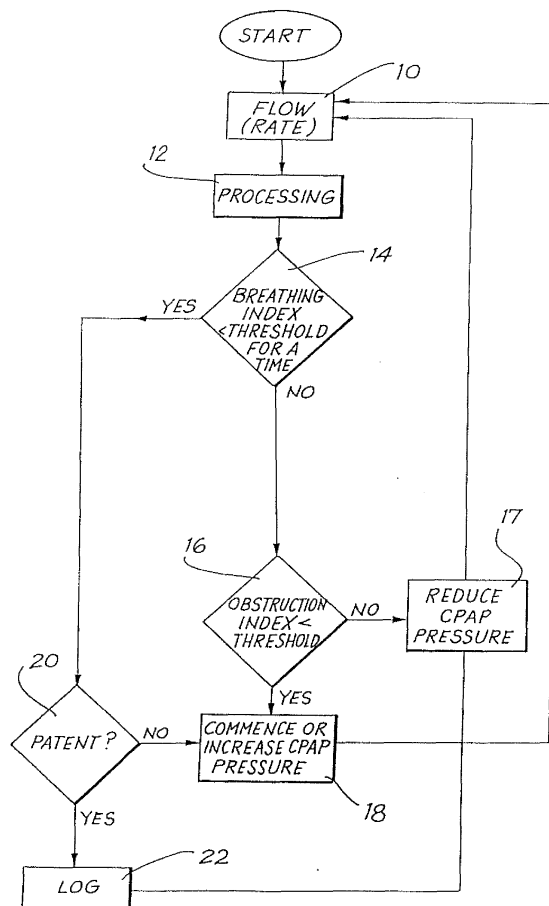 START
10
FLOW
(RATE)
12
PROCESSING
14
YES
BREATHING
INDEX
<THRESHOLD
FOR A
TIME
NO
16
17
OBSTRUCTION
INDEX<
THRESHOLD
NO
REDUCE
CPAP
PRESSURE
YES
20
PATENT?
NO
COMMENCE OR
INCREASE CPAP
PRESSURE
18
YES
22
LOG